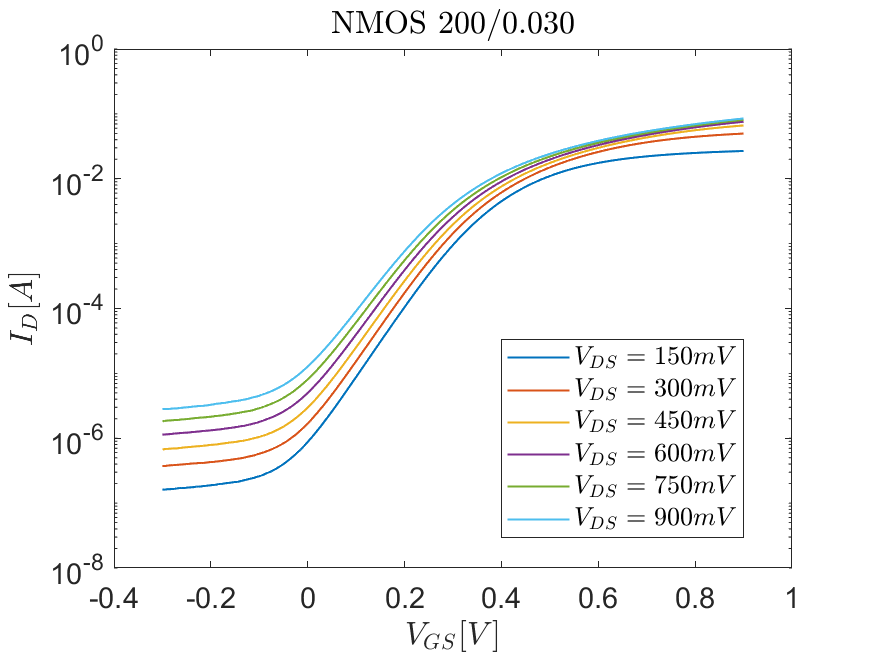 NMOS 200/0.030
10^0
10^-2
10^-4
10^-6
10^-8
I_D[A]
-0.4 -0.2 0 0.2 0.4 0.6 0.8 1
V_GS[V]
V_DS = 150mV
V_DS = 300mV
V_DS = 450mV
V_DS = 600mV
V_DS = 750mV
V_DS = 900mV